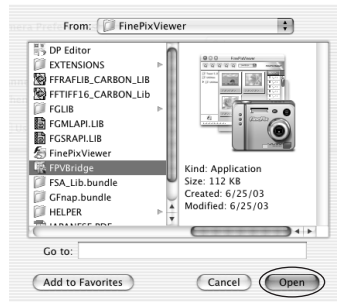 From: FinePixViewer
DP Editor
EXTENSIONS
FFRAFLIB_CARBON_LIB
FFTIFF16_CARBON_Lib
FGLIB
FGMLAPI.LIB
FGSRAPI.LIB
FinePixViewer
FPVBridge
FSA_Lib.bundle
GFnap.bundle
HELPER
Kind: Application
Size: 112 KB
Created: 6/25/03
Modified: 6/25/03
Go to:
Add to Favorites
Cancel
Open